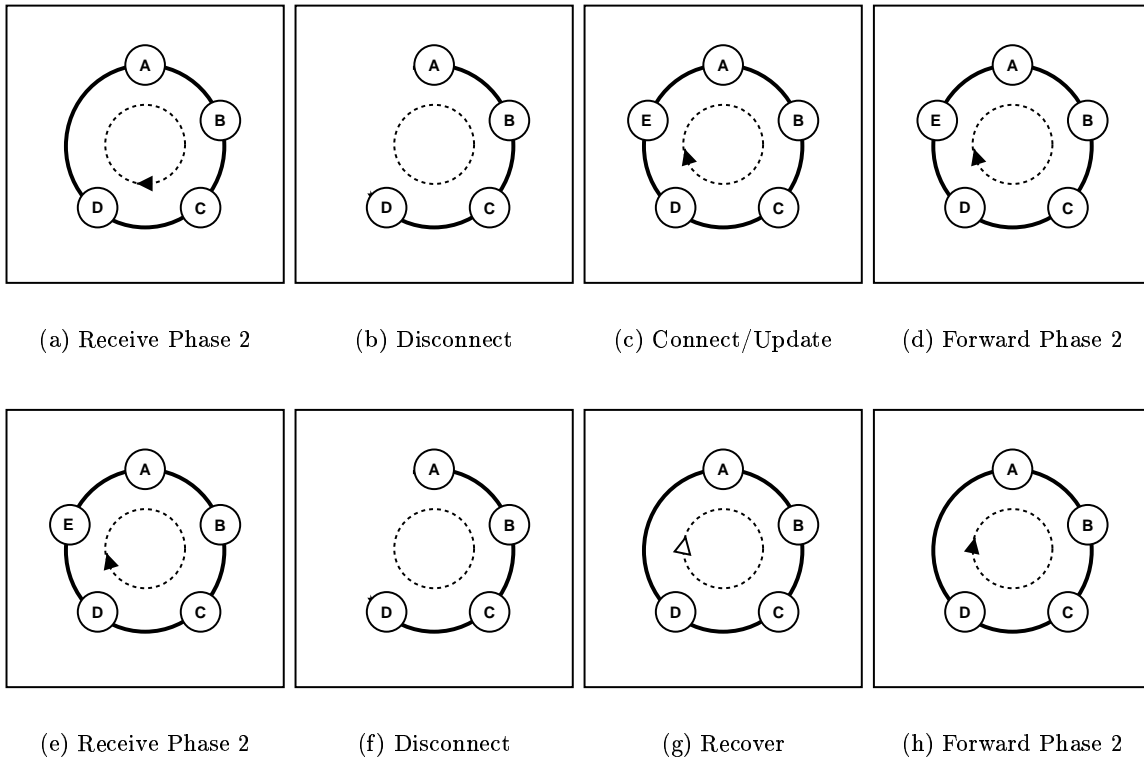 A
B
C
D
A
B
C
D
A
B
C
D
E
A
B
C
D
E
(a) Receive Phase 2
(b) Disconnect
(c) Connect/Update
(d) Forward Phase 2
A
B
C
D
E
A
B
C
D
A
B
C
D
A
B
C
D
(e) Receive Phase 2
(f) Disconnect
(g) Recover
(h) Forward Phase 2